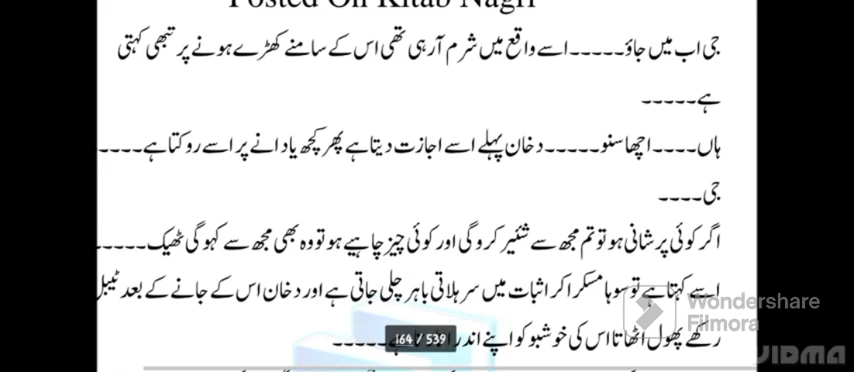 Posted On Kitab Nagri
جی اب میں جاؤ۔۔۔۔۔ اسے واقع میں شرم آرہی تھی اس کے سامنے کھڑے ہونے پر تبھی کہتی
ہے۔۔۔۔۔
ہاں۔۔۔۔ اچھا سنو۔۔۔۔۔ دخان پہلے اسے اجازت دیتا ہے پھر کچھ یاد انے پر اسے روکتا ہے۔۔۔۔
جی۔۔۔۔
اگر کوئی پرشانی ہو تو تم مجھ سے شئیر کرو گی اور کوئی چیز چاہیے ہو تو وہ بھی مجھ سے کہو گی ٹھیک۔۔۔۔۔
اسے کہتا ہے تو سوہا مسکرا کر اثبات میں سر ہلاتی باہر چلی جاتی ہے اور دخان اس کے جانے کے بعد ٹیبل
رکھے پھول اٹھاتا اس کی خوشبو کو اپنے اندر ہے۔۔۔۔۔
164 / 539
Wondershare
Filmora
VIDMA